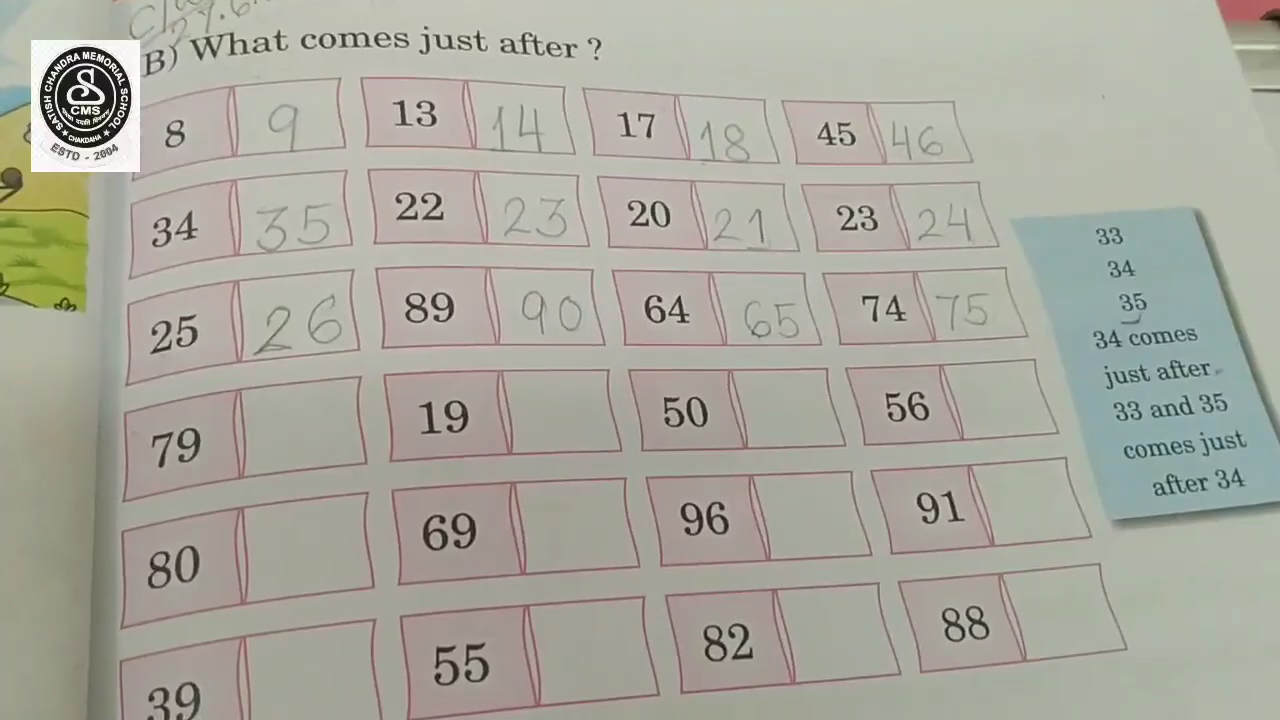 B) What comes just after ?
SATISH CHANDRA MEMORIAL SCHOOL
CMS
CHAKDAHA
ESTD - 2004
8 9 13 14 17 18 45 46
34 35 22 23 20 21 23 24
25 26 89 90 64 65 74 75
79 19 50 56
80 69 96 91
39 55 82 88
33
34
35
34 comes
just after
33 and 35
comes just
after 34